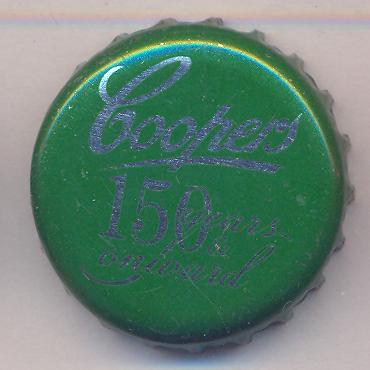 Coopers
150 years
& onward